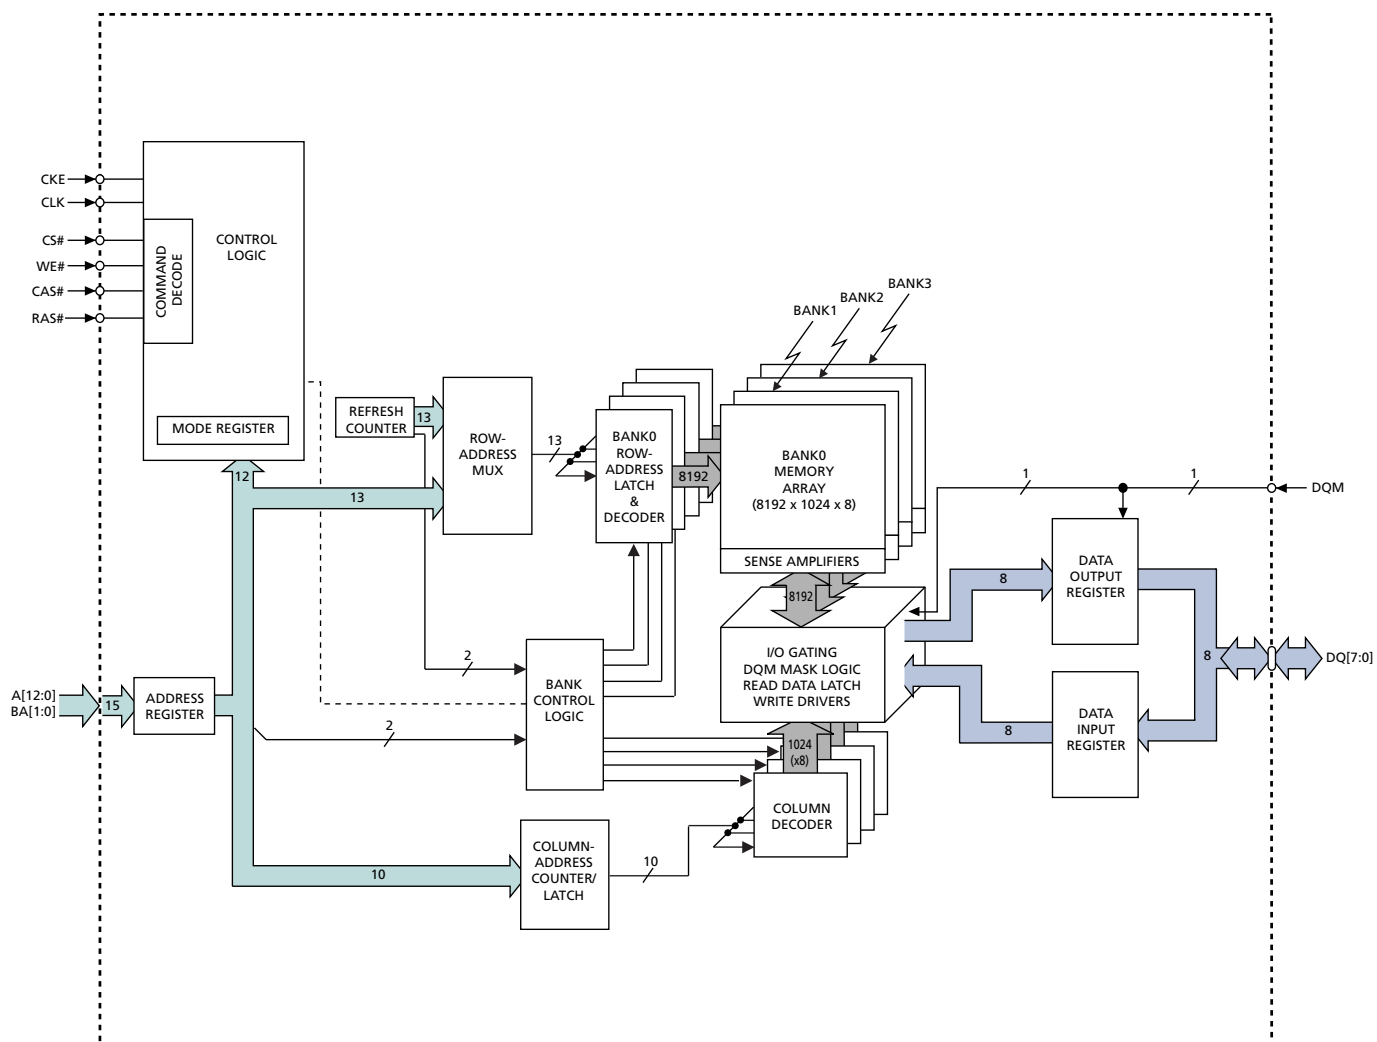 CKE
CLK
CS#
WE#
CAS#
RAS#
COMMAND
DECODE
CONTROL
LOGIC
MODE REGISTER
12
13
REFRESH
COUNTER
13
ROW-
ADDRESS
MUX
13
BANK0
ROW-
ADDRESS
LATCH
&
DECODER
8192
BANK1
BANK2
BANK3
BANK0
MEMORY
ARRAY
(8192 x 1024 x 8)
SENSE AMPLIFIERS
8192
I/O GATING
DQM MASK LOGIC
READ DATA LATCH
WRITE DRIVERS
1
1
DQM
DATA
OUTPUT
REGISTER
8
8
DQ[7:0]
DATA
INPUT
REGISTER
8
A[12:0]
BA[1:0]
15
ADDRESS
REGISTER
2
2
BANK
CONTROL
LOGIC
1024
(x8)
COLUMN
DECODER
10
COLUMN-
ADDRESS
COUNTER/
LATCH
10